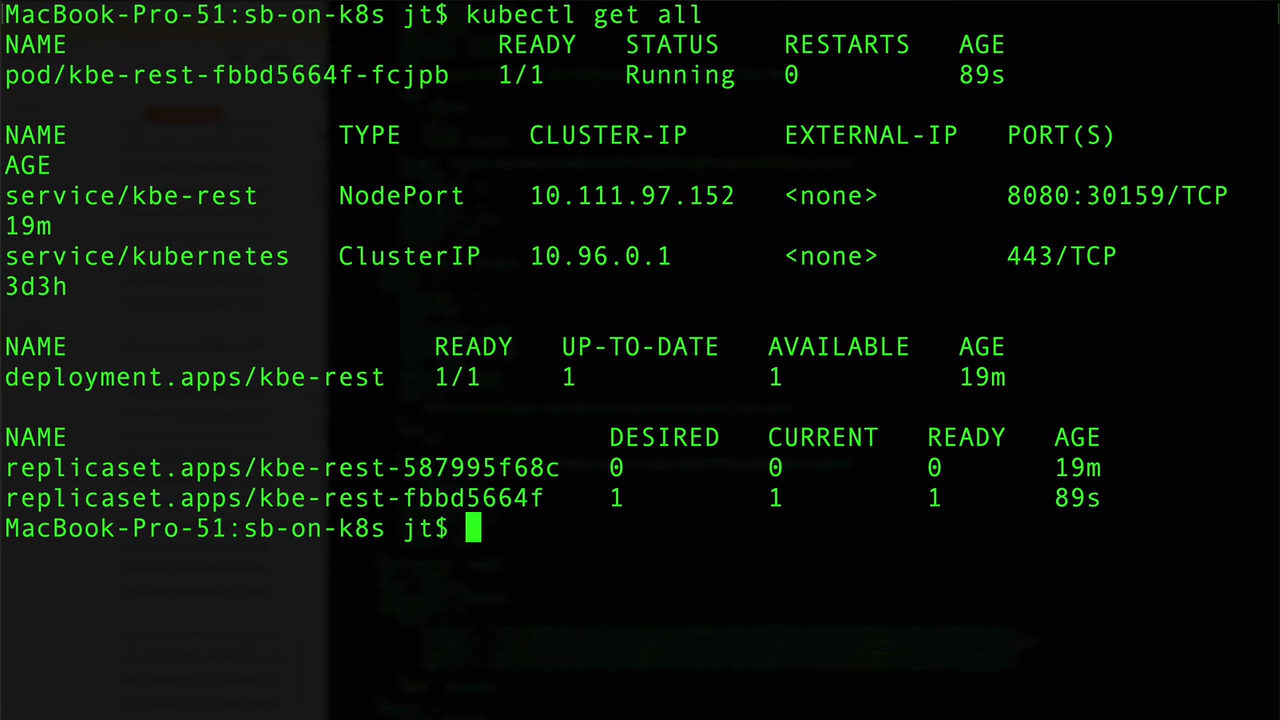 MacBook-Pro-51:sb-on-k8s jt$ kubectl get all
NAME READY STATUS RESTARTS AGE
pod/kbe-rest-fbbd5664f-fcjpb 1/1 Running 0 89s
NAME TYPE CLUSTER-IP EXTERNAL-IP PORT(S)
AGE
service/kbe-rest NodePort 10.111.97.152 <none> 8080:30159/TCP
19m
service/kubernetes ClusterIP 10.96.0.1 <none> 443/TCP
3d3h
NAME READY UP-TO-DATE AVAILABLE AGE
deployment.apps/kbe-rest 1/1 1 1 19m
NAME DESIRED CURRENT READY AGE
replicaset.apps/kbe-rest-587995f68c 0 0 0 19m
replicaset.apps/kbe-rest-fbbd5664f 1 1 1 89s
MacBook-Pro-51:sb-on-k8s jt$